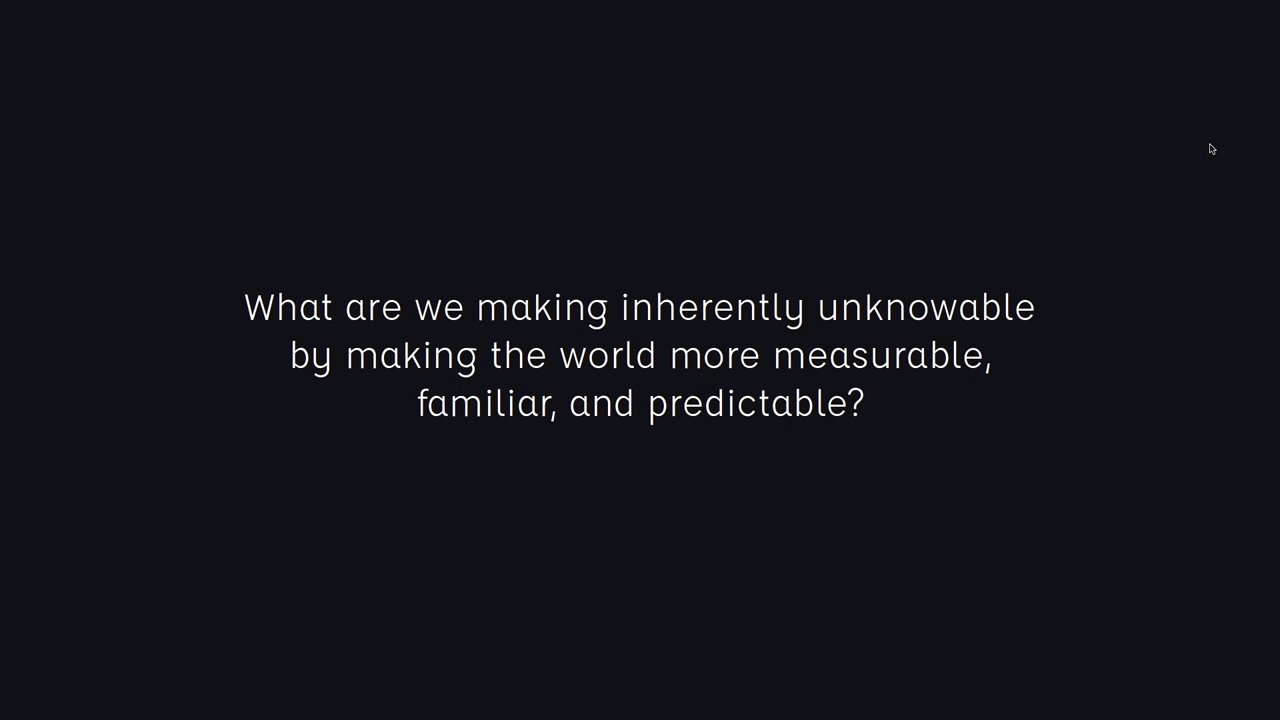 What are we making inherently unknowable
by making the world more measurable,
familiar, and predictable?